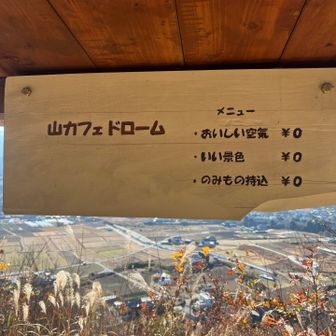 山カフェ ドローム
メニュー
・おいしい空気 ￥0
・いい景色 ￥0
・のみもの持込 ￥0